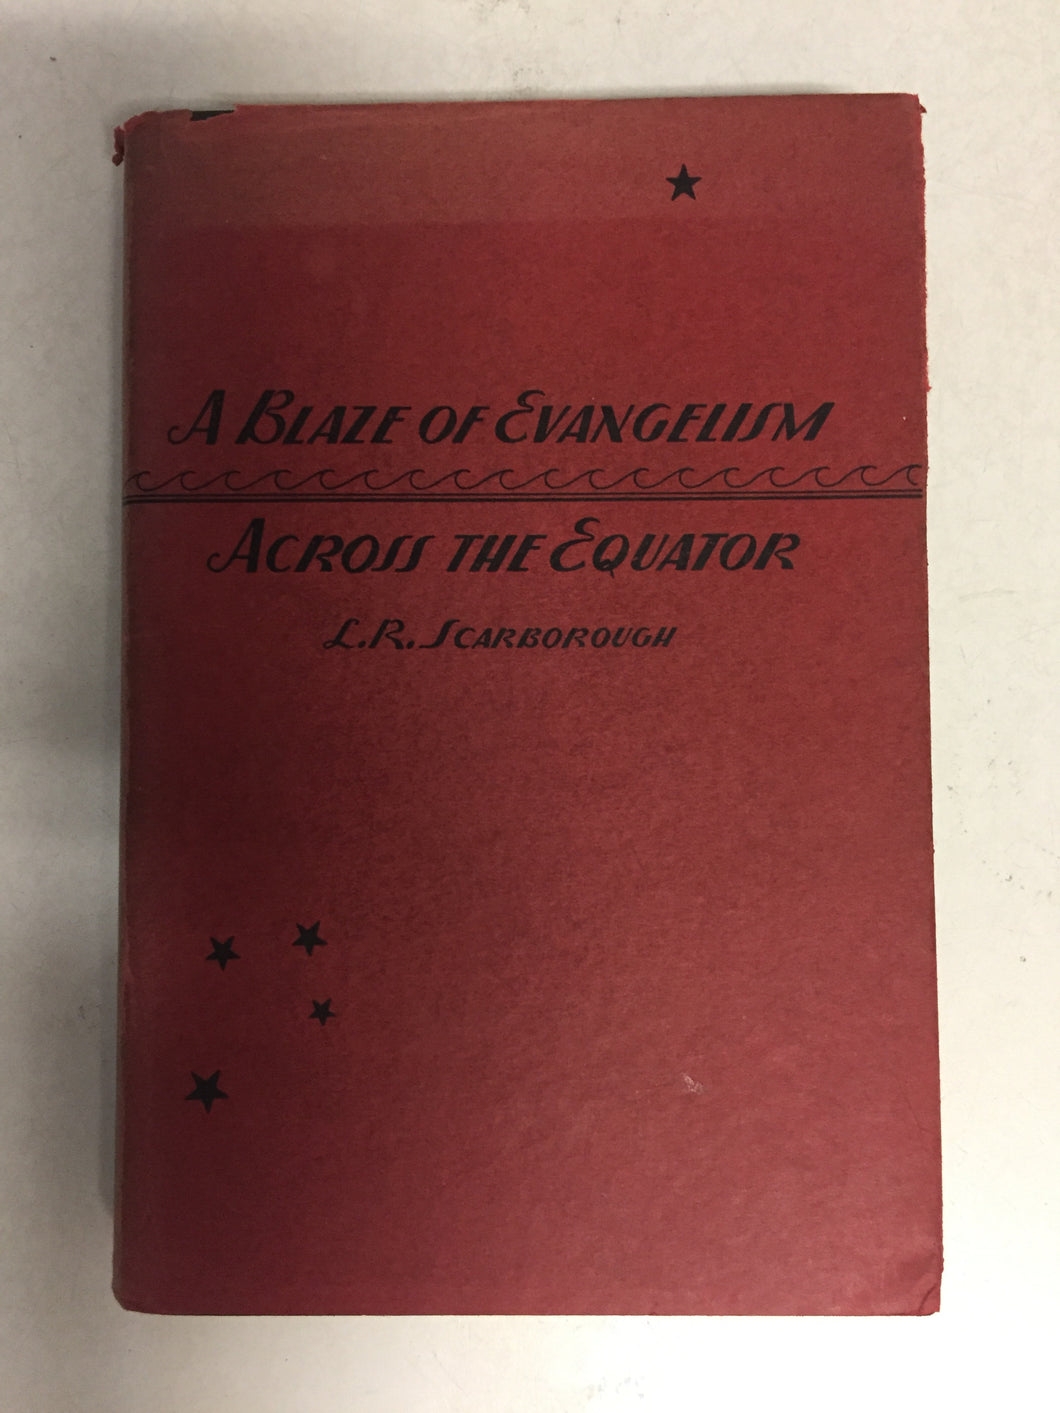 A BLAZE OF EVANGELISM
ACROSS THE EQUATOR
L.R. SCARBOROUGH